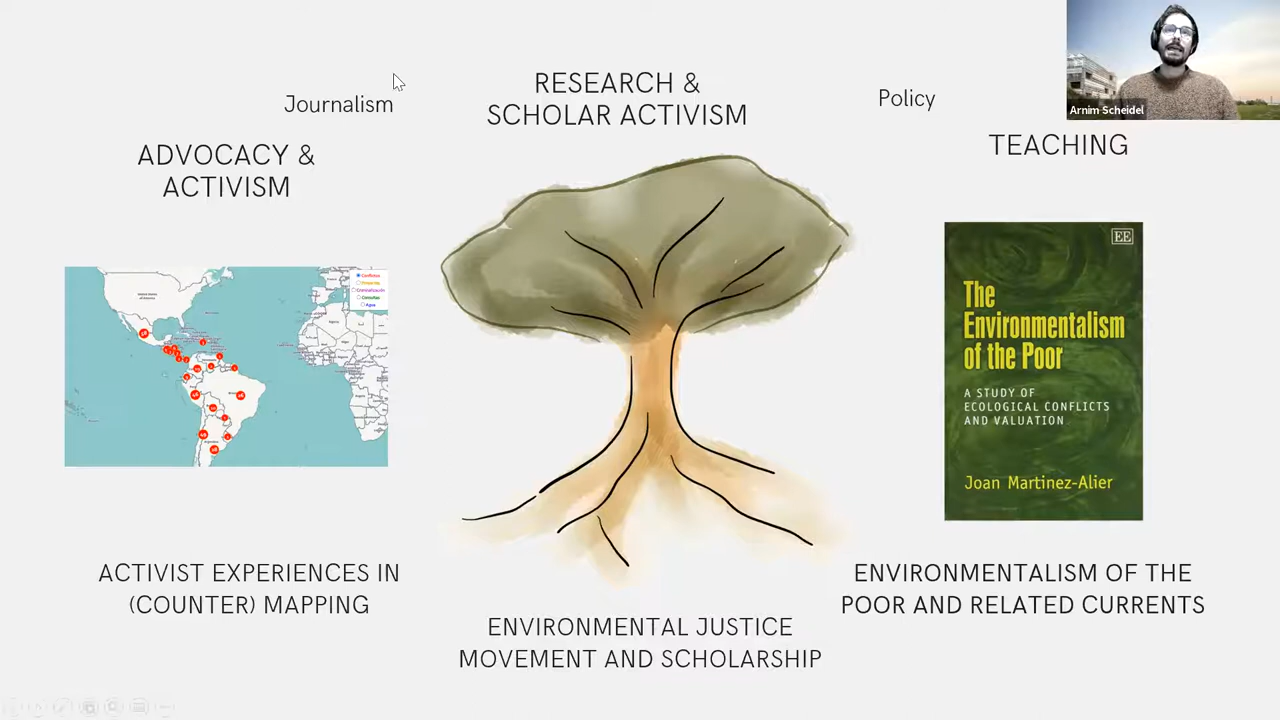 Journalism
RESEARCH &
SCHOLAR ACTIVISM
Policy
Arnim Scheidel
ADVOCACY &
ACTIVISM
TEACHING
EE
The
Environmentalism
of the Poor
A STUDY OF
ECOLOGICAL CONFLICTS
AND VALUATION
Joan Martinez-Alier
ACTIVIST EXPERIENCES IN
(COUNTER) MAPPING
ENVIRONMENTAL JUSTICE
MOVEMENT AND SCHOLARSHIP
ENVIRONMENTALISM OF THE
POOR AND RELATED CURRENTS